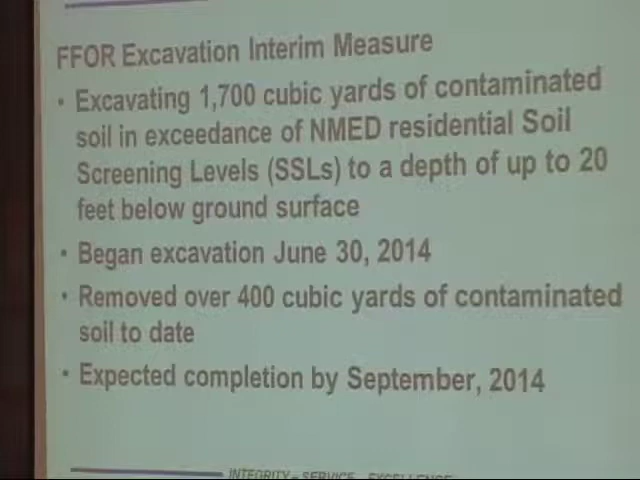 FFOR Excavation Interim Measure
• Excavating 1,700 cubic yards of contaminated
soil in exceedance of NMED residential Soil
Screening Levels (SSLs) to a depth of up to 20
feet below ground surface
• Began excavation June 30, 2014
• Removed over 400 cubic yards of contaminated
soil to date
• Expected completion by September, 2014
INTEGRITY - SERVICE - EXCELLENCE